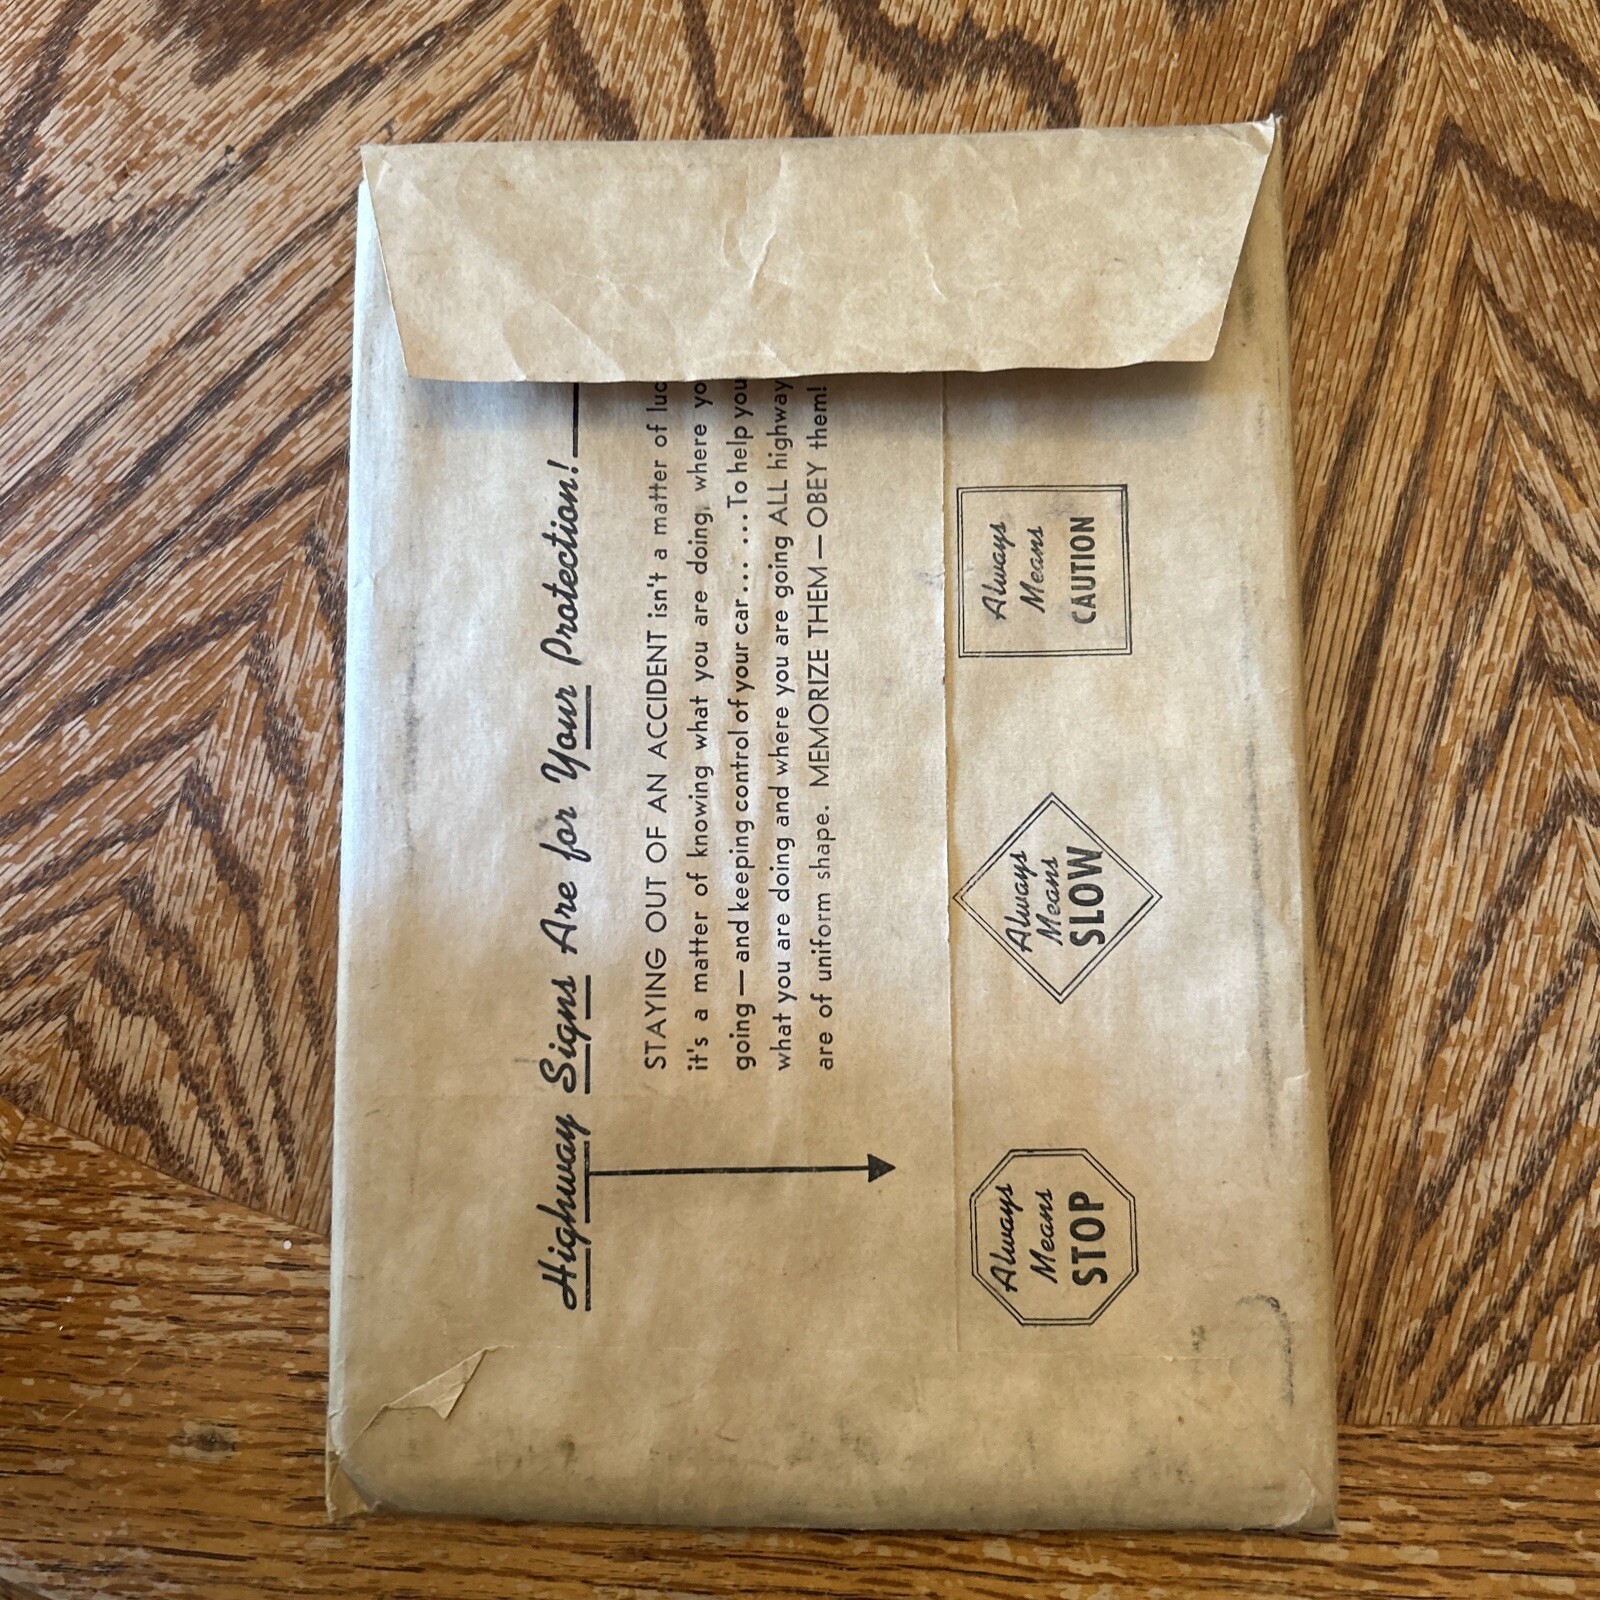 Highway Signs Are for Your Protection!
STAYING OUT OF AN ACCIDENT isn't a matter of luc
it's a matter of knowing what you are doing, where yo
going — and keeping control of your car... ...To help you
what you are doing and where you are going ALL highway
are of uniform shape. MEMORIZE THEM — OBEY them!
Always
Means
STOP
Always
Means
SLOW
Always
Means
CAUTION